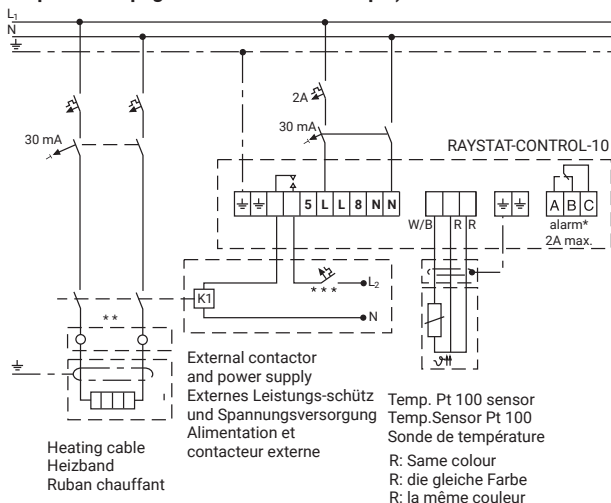 L1
N
2A
30 mA
30 mA
RAYSTAT-CONTROL-10
5 L L 8 N N
A B C
W/B R R
alarm*
2A max.
K1
* * *
L2
N
* *
External contactor
and power supply
Externes Leistungs-schütz
und Spannungsversorgung
Alimentation et
contacteur externe
Temp. Pt 100 sensor
Temp.Sensor Pt 100
Sonde de température
R: Same colour
R: die gleiche Farbe
R: la même couleur
Heating cable
Heizband
Ruban chauffant